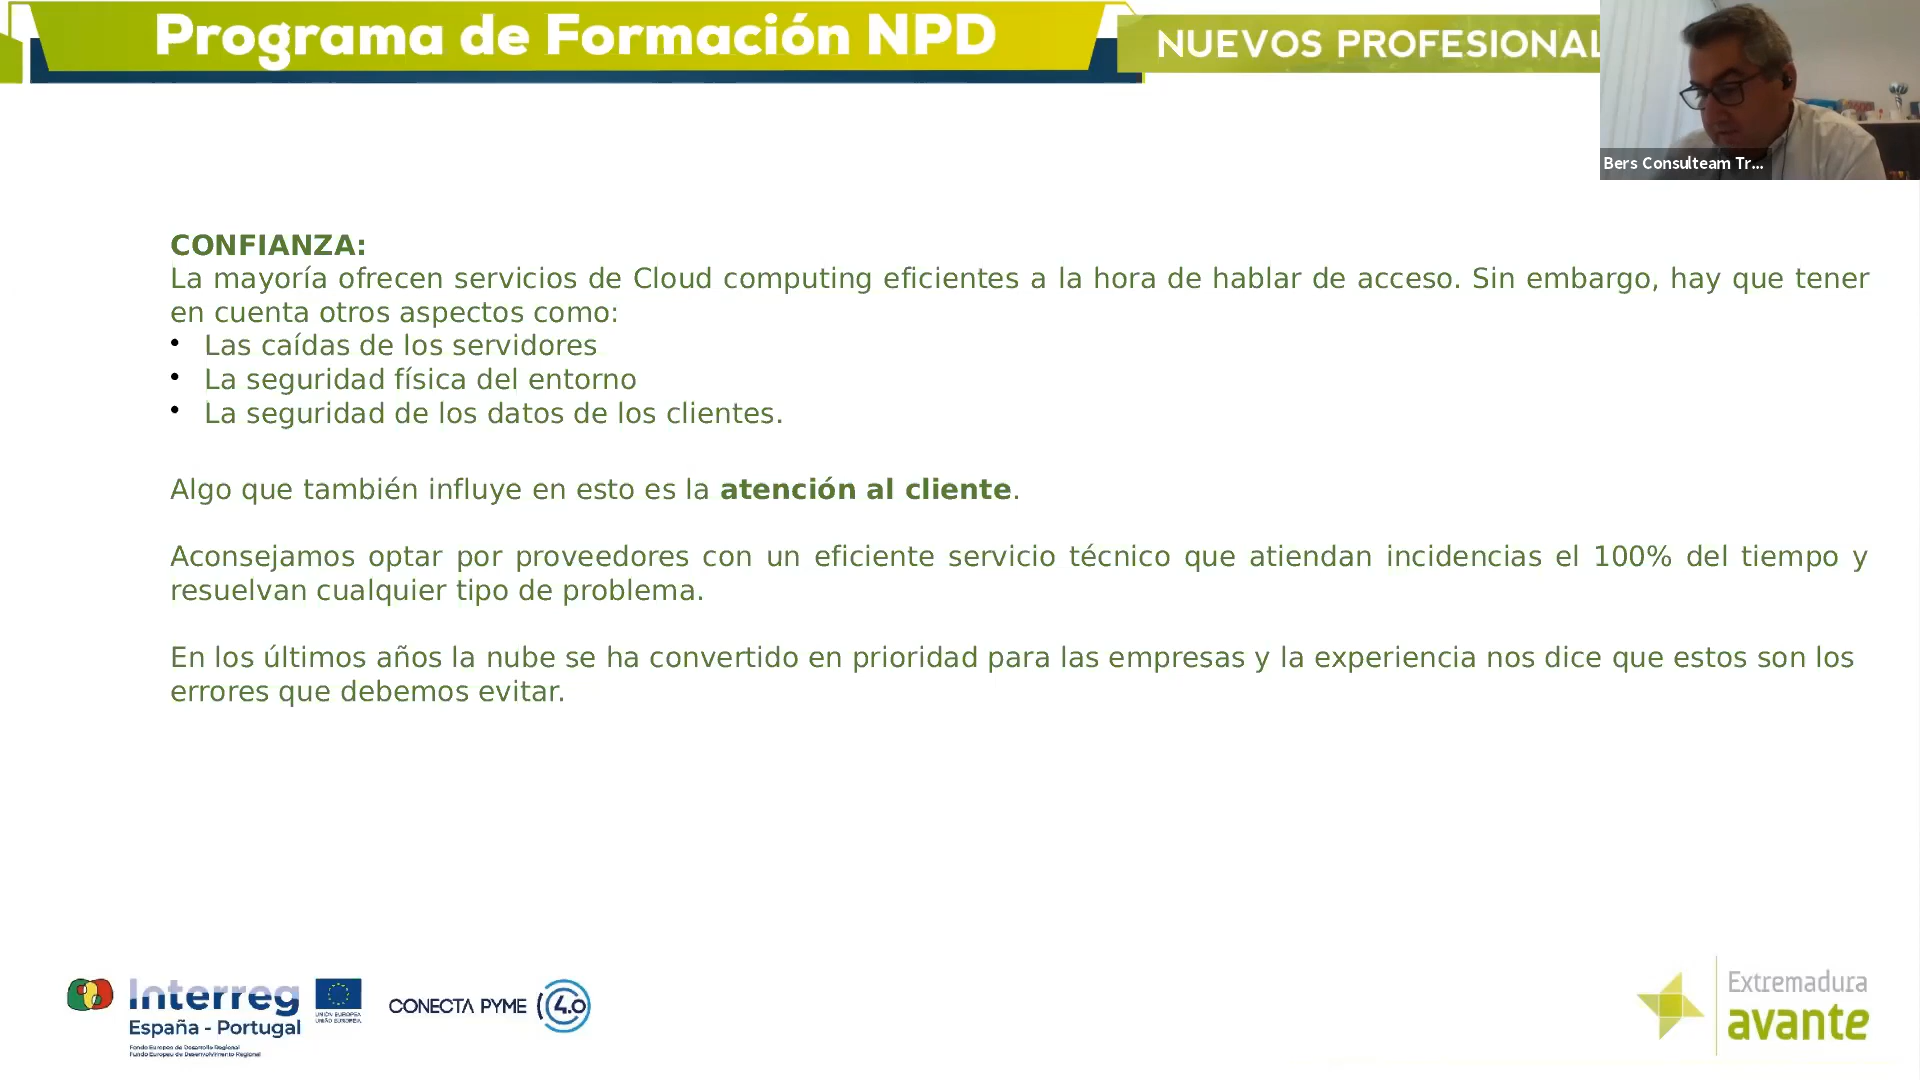 Programa de Formación NPD
NUEVOS PROFESIONAL
Bers Consulteam Tr...
CONFIANZA:
La mayoría ofrecen servicios de Cloud computing eficientes a la hora de hablar de acceso. Sin embargo, hay que tener
en cuenta otros aspectos como:
• Las caídas de los servidores
• La seguridad física del entorno
• La seguridad de los datos de los clientes.
Algo que también influye en esto es la atención al cliente.
Aconsejamos optar por proveedores con un eficiente servicio técnico que atiendan incidencias el 100% del tiempo y
resuelvan cualquier tipo de problema.
En los últimos años la nube se ha convertido en prioridad para las empresas y la experiencia nos dice que estos son los
errores que debemos evitar.
Interreg
España - Portugal
Fondo Europeo de Desarrollo Regional
Fundo Europeu de Desenvolvimento Regional
UNIÓN EUROPEA
UNIÃO EUROPEIA
CONECTA PYME 4.0
Extremadura
avante